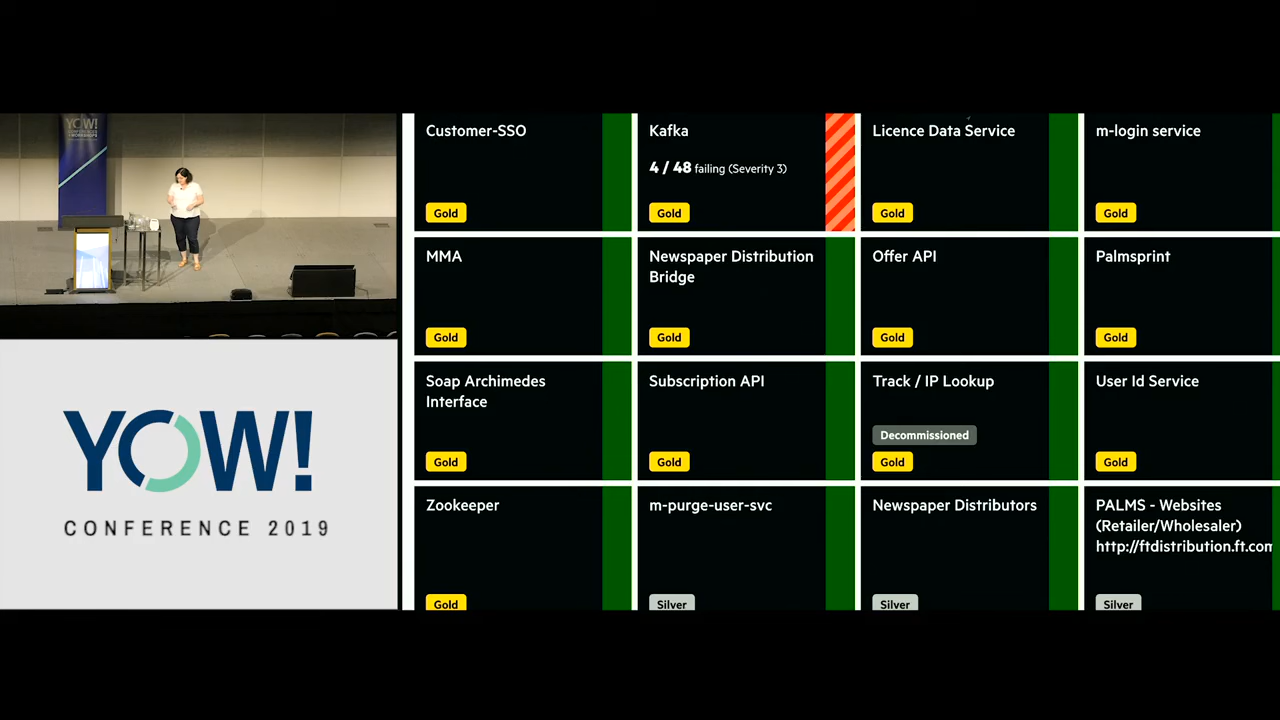 YOW!
Customer-SSO
Gold
Kafka
4 / 48 failing (Severity 3)
Gold
Licence Data Service
Gold
m-login service
Gold
MMA
Gold
Newspaper Distribution
Bridge
Gold
Offer API
Gold
Palmsprint
Gold
Soap Archimedes
Interface
Gold
Subscription API
Gold
Track / IP Lookup
Decommissioned
Gold
User Id Service
Gold
Zookeeper
Gold
m-purge-user-svc
Silver
Newspaper Distributors
Silver
PALMS - Websites
(Retailer/Wholesaler)
http://ftdistribution.ft.com
Silver
YOW!
CONFERENCE 2019